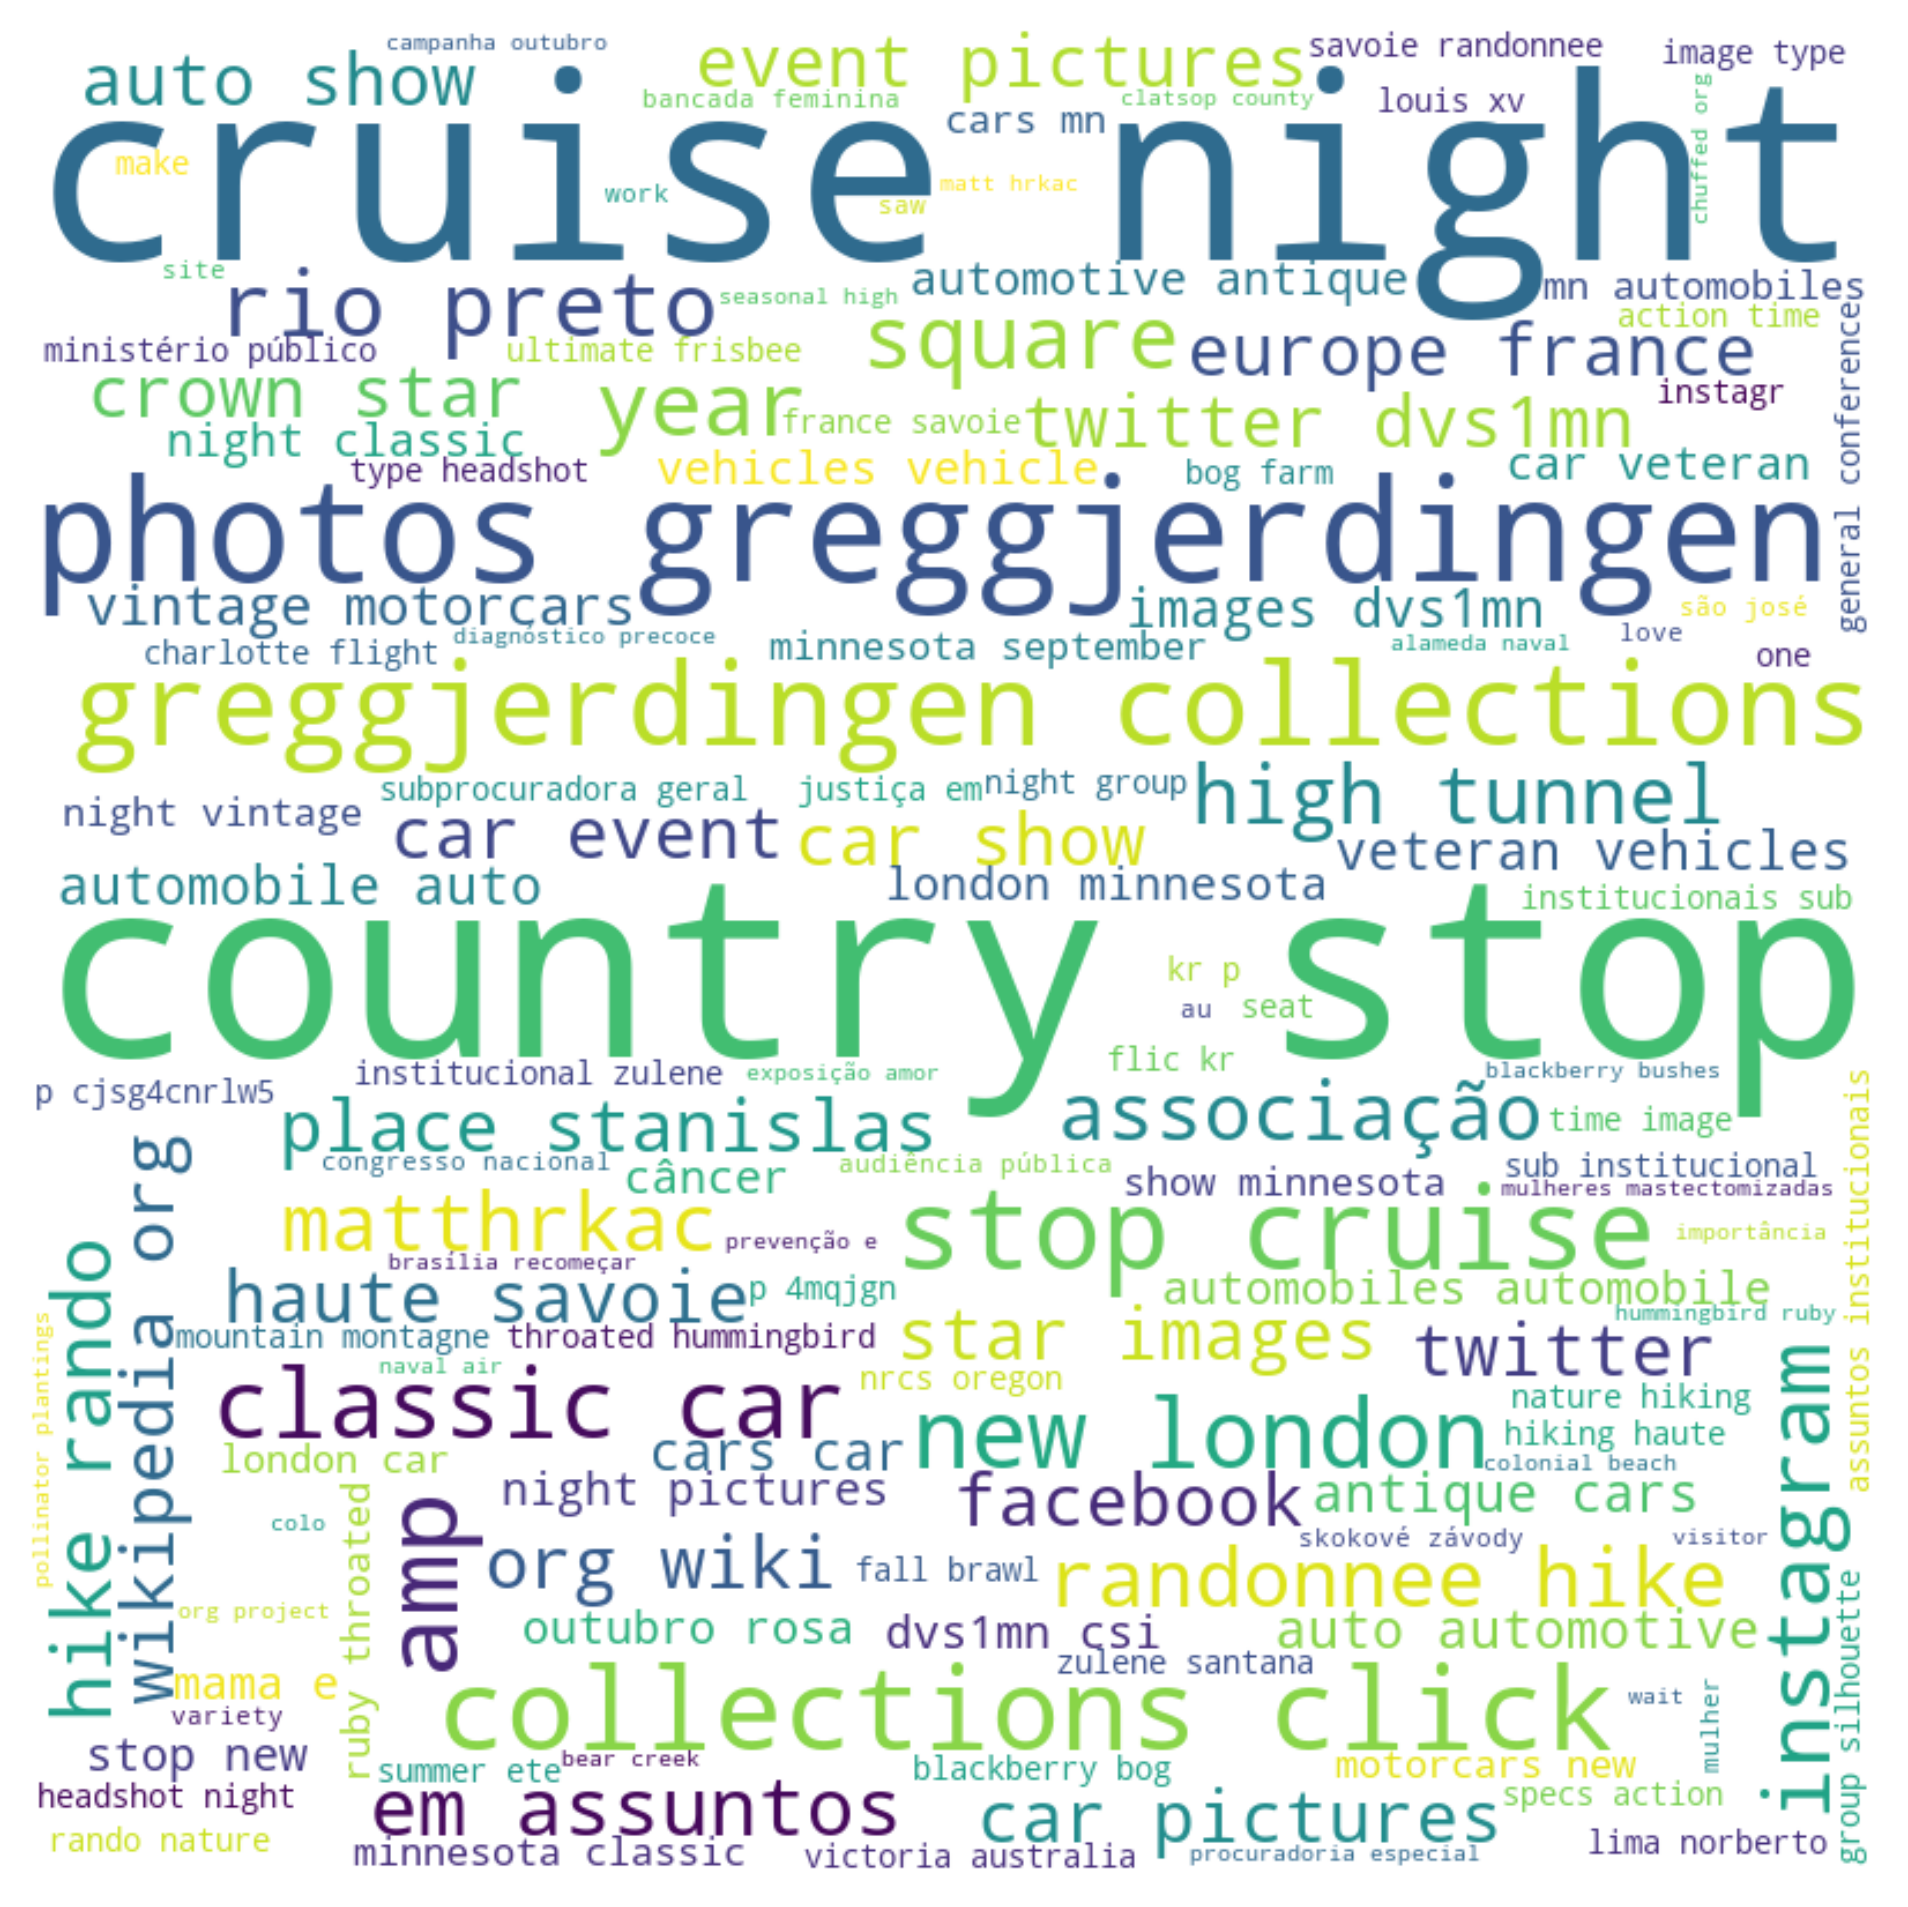 campanha outubro
event pictures
savoie randonnee
image type
auto show
bancada feminina
clatsop county
louis xv
chuffed org
cars mn
cruise night
make
work
matt hrkac
saw
site
rio preto
seasonal high
automotive antique
mn automobiles
action time
ministério público
ultimate frisbee
square
europe france
general conference
crown star
year
instagr
france savoie
twitter dvs1mn
night classic
type headshot
vehicles vehicle
bog farm
car veteran
photos greggjerdingen
vintage motorcars
images dvs1mn
são josé
diagnóstico precoce
charlotte flight
minnesota september
alameda naval
love
one
greggjerdingen collections
subprocuradora geral
justiça em
night group
high tunnel
night vintage
car event
car show
veteran vehicles
automobile auto
london minnesota
institucionais sub
country stop
kr p
au
seat
flic kr
p cjsg4cnrlw5
institucional zulene
exposição amor
blackberry bushes
assuntos institucionais
place stanislas
associação
time image
wikipedia org
congresso nacional
câncer
audiência pública
show minnesota
sub institucional
mulheres mastectomizadas
matthrkac
stop cruise
prevenção e
importância
brasília recomeçar
hike rando
haute savoie
p 4mqjgn
automobiles automobile
hummingbird ruby
pollinator plantings
mountain montagne
throated hummingbird
star images
twitter
naval air
nrcs oregon
instagram
classic car
new london
nature hiking
hiking haute
london car
cars car
colonial beach
night pictures
facebook
antique cars
ruby throated
amp
colo
skokové závody
visitor
org wiki
fall brawl
randonnee hike
group silhouette
org project
outubro rosa
dvs1mn csi
auto automotive
zulene santana
mama e
collections click
wait
mulher
variety
stop new
summer ete
bear creek
blackberry bog
motorcars new
headshot night
em assuntos
car pictures
specs action
rando nature
minnesota classic
victoria australia
procuradoria especial
lima norberto